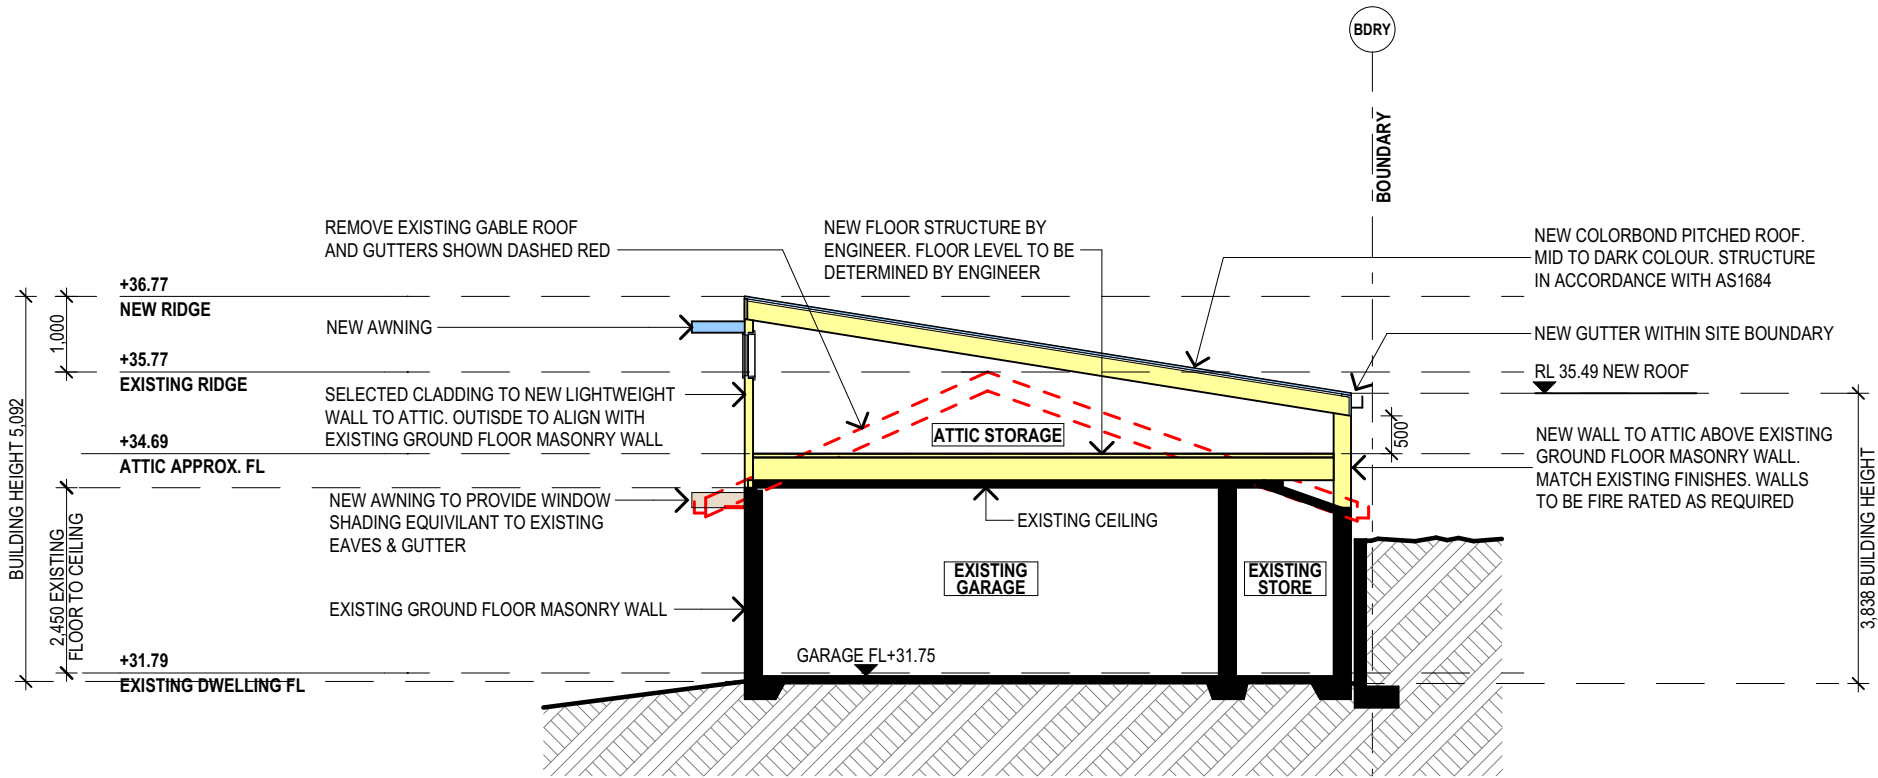 BDRY
BOUNDARY
REMOVE EXISTING GABLE ROOF
AND GUTTERS SHOWN DASHED RED
NEW FLOOR STRUCTURE BY
ENGINEER. FLOOR LEVEL TO BE
DETERMINED BY ENGINEER
NEW COLORBOND PITCHED ROOF.
MID TO DARK COLOUR. STRUCTURE
IN ACCORDANCE WITH AS1684
+36.77
NEW RIDGE
NEW AWNING
NEW GUTTER WITHIN SITE BOUNDARY
1,000
+35.77
EXISTING RIDGE
RL 35.49 NEW ROOF
SELECTED CLADDING TO NEW LIGHTWEIGHT
WALL TO ATTIC. OUTISDE TO ALIGN WITH
EXISTING GROUND FLOOR MASONRY WALL
ATTIC STORAGE
500
NEW WALL TO ATTIC ABOVE EXISTING
GROUND FLOOR MASONRY WALL.
MATCH EXISTING FINISHES. WALLS
TO BE FIRE RATED AS REQUIRED
+34.69
ATTIC APPROX. FL
BUILDING HEIGHT 5,092
NEW AWNING TO PROVIDE WINDOW
SHADING EQUIVILANT TO EXISTING
EAVES & GUTTER
EXISTING CEILING
2,450 EXISTING
FLOOR TO CEILING
EXISTING
GARAGE
EXISTING
STORE
3,838 BUILDING HEIGHT
EXISTING GROUND FLOOR MASONRY WALL
GARAGE FL+31.75
+31.79
EXISTING DWELLING FL